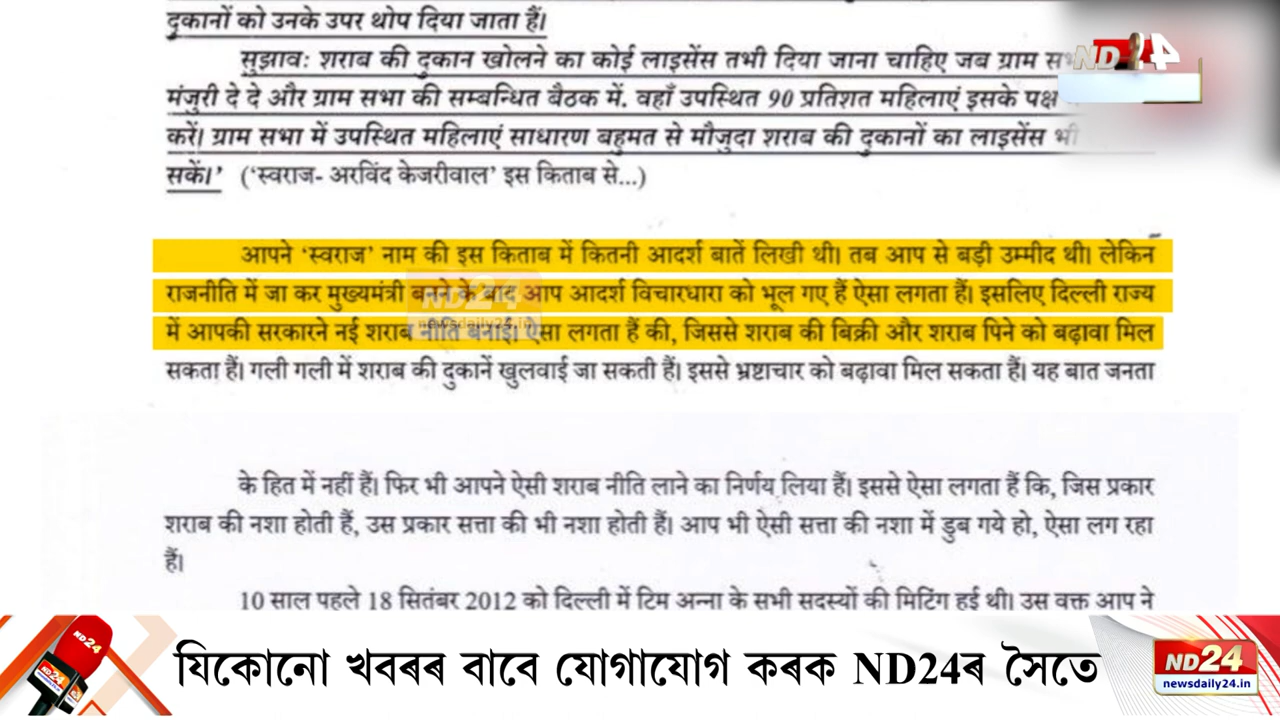 दुकानों को उनके उपर थोप दिया जाता हैं।
सुझावः शराब की दुकान खोलने का कोई लाइसेंस तभी दिया जाना चाहिए जब ग्राम
मंजुरी दे दे और ग्राम सभा की सम्बन्धित बैठक में. वहाँ उपस्थित 90 प्रतिशत महिलाएं इसके पक्ष
करें। ग्राम सभा में उपस्थित महिलाएं साधारण बहुमत से मौजुदा शराब की दुकानों का लाइसेंस भी
सकें।’ (‘स्वराज- अरविंद केजरीवाल’ इस किताब से...)
आपने ‘स्वराज’ नाम की इस किताब में कितनी आदर्श बातें लिखी थी। तब आप से बड़ी उम्मीद थी। लेकिन
राजनीति में जा कर मुख्यमंत्री बनने के बाद आप आदर्श विचारधारा को भूल गए हैं ऐसा लगता हैं। इसलिए दिल्ली राज्य
में आपकी सरकारने नई शराब नीति बनाई। ऐसा लगता हैं की, जिससे शराब की बिक्री और शराब पिने को बढ़ावा मिल
सकता हैं। गली गली में शराब की दुकानें खुलवाई जा सकती हैं। इससे भ्रष्टाचार को बढ़ावा मिल सकता हैं। यह बात जनता
के हित में नहीं हैं। फिर भी आपने ऐसी शराब नीति लाने का निर्णय लिया हैं। इससे ऐसा लगता हैं कि, जिस प्रकार
शराब की नशा होती हैं, उस प्रकार सत्ता की भी नशा होती हैं। आप भी ऐसी सत्ता की नशा में डुब गये हो, ऐसा लग रहा
हैं।
10 साल पहले 18 सितंबर 2012 को दिल्ली में टिम अन्ना के सभी सदस्यों की मिटिंग हुई थी। उस वक्त आप ने
ND24
ND24
newsdaily24.in
ND24
যিকোনো খবৰৰ বাবে যোগাযোগ কৰক ND24ৰ সৈতে
ND24
newsdaily24.in